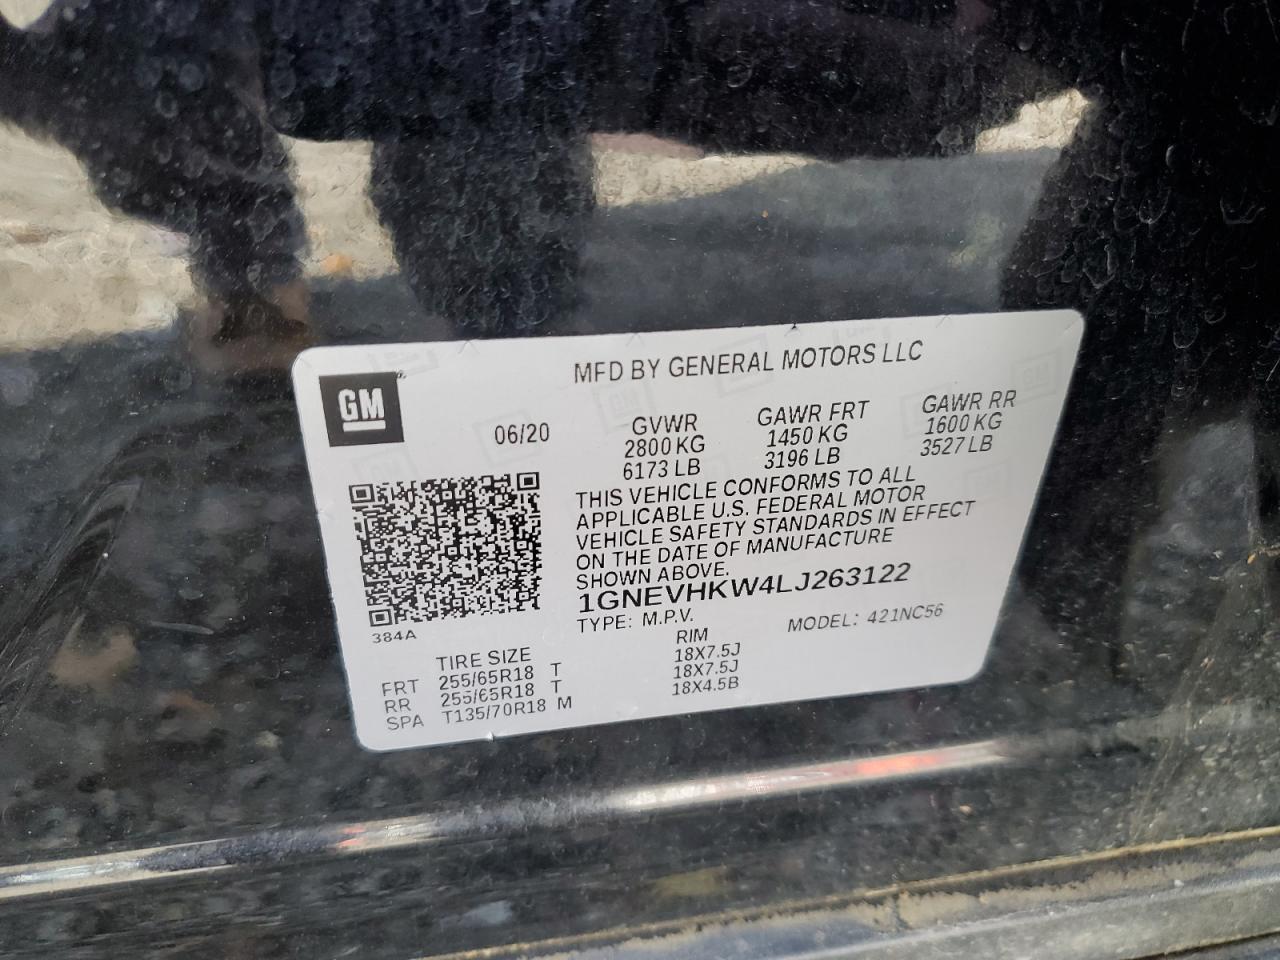 MFD BY GENERAL MOTORS LLC
GM
06/20
GVWR GAWR FRT GAWR RR
2800 KG 1450 KG 1600 KG
6173 LB 3196 LB 3527 LB
THIS VEHICLE CONFORMS TO ALL
APPLICABLE U.S. FEDERAL MOTOR
VEHICLE SAFETY STANDARDS IN EFFECT
ON THE DATE OF MANUFACTURE
SHOWN ABOVE.
1GNEVHKW4LJ263122
TYPE: M.P.V. MODEL: 421NC56
384A
TIRE SIZE RIM
FRT 255/65R18 T 18X7.5J
RR 255/65R18 T 18X7.5J
SPA T135/70R18 M 18X4.5B